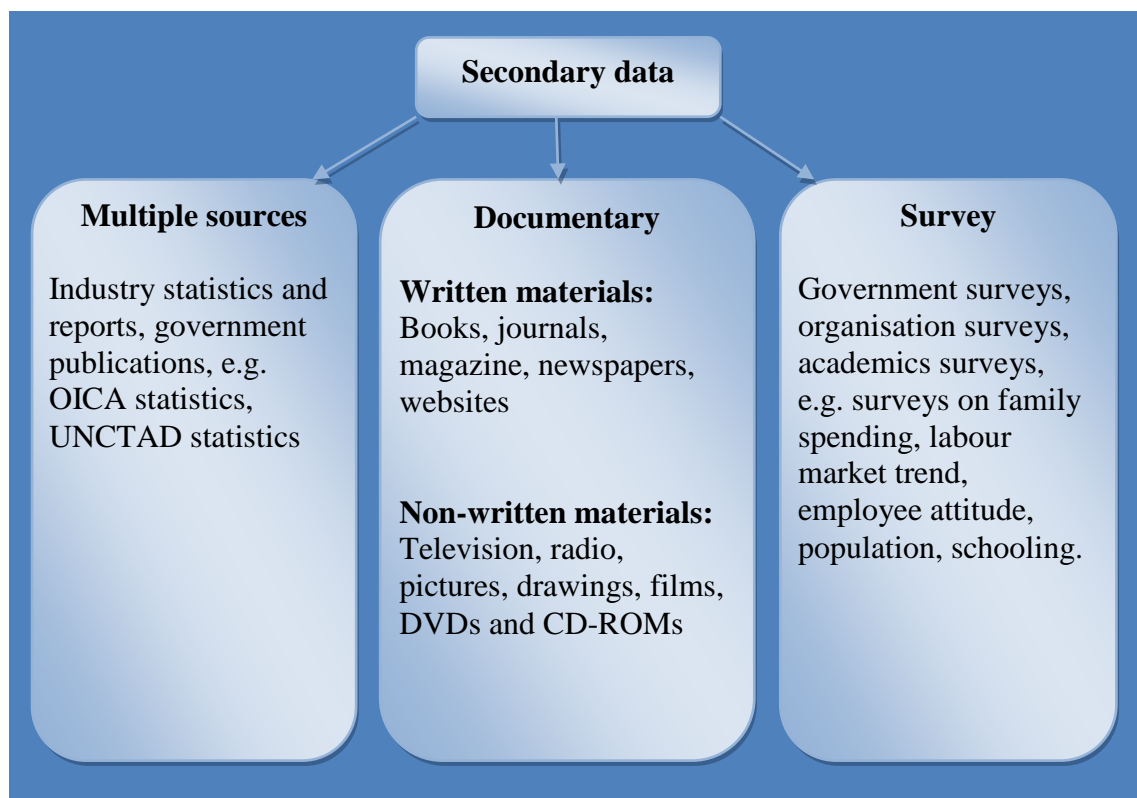 Secondary data
Multiple sources
Industry statistics and
reports, government
publications, e.g.
OICA statistics,
UNCTAD statistics
Documentary
Written materials:
Books, journals,
magazine, newspapers,
websites
Non-written materials:
Television, radio,
pictures, drawings, films,
DVDs and CD-ROMs
Survey
Government surveys,
organisation surveys,
academics surveys,
e.g. surveys on family
spending, labour
market trend,
employee attitude,
population, schooling.